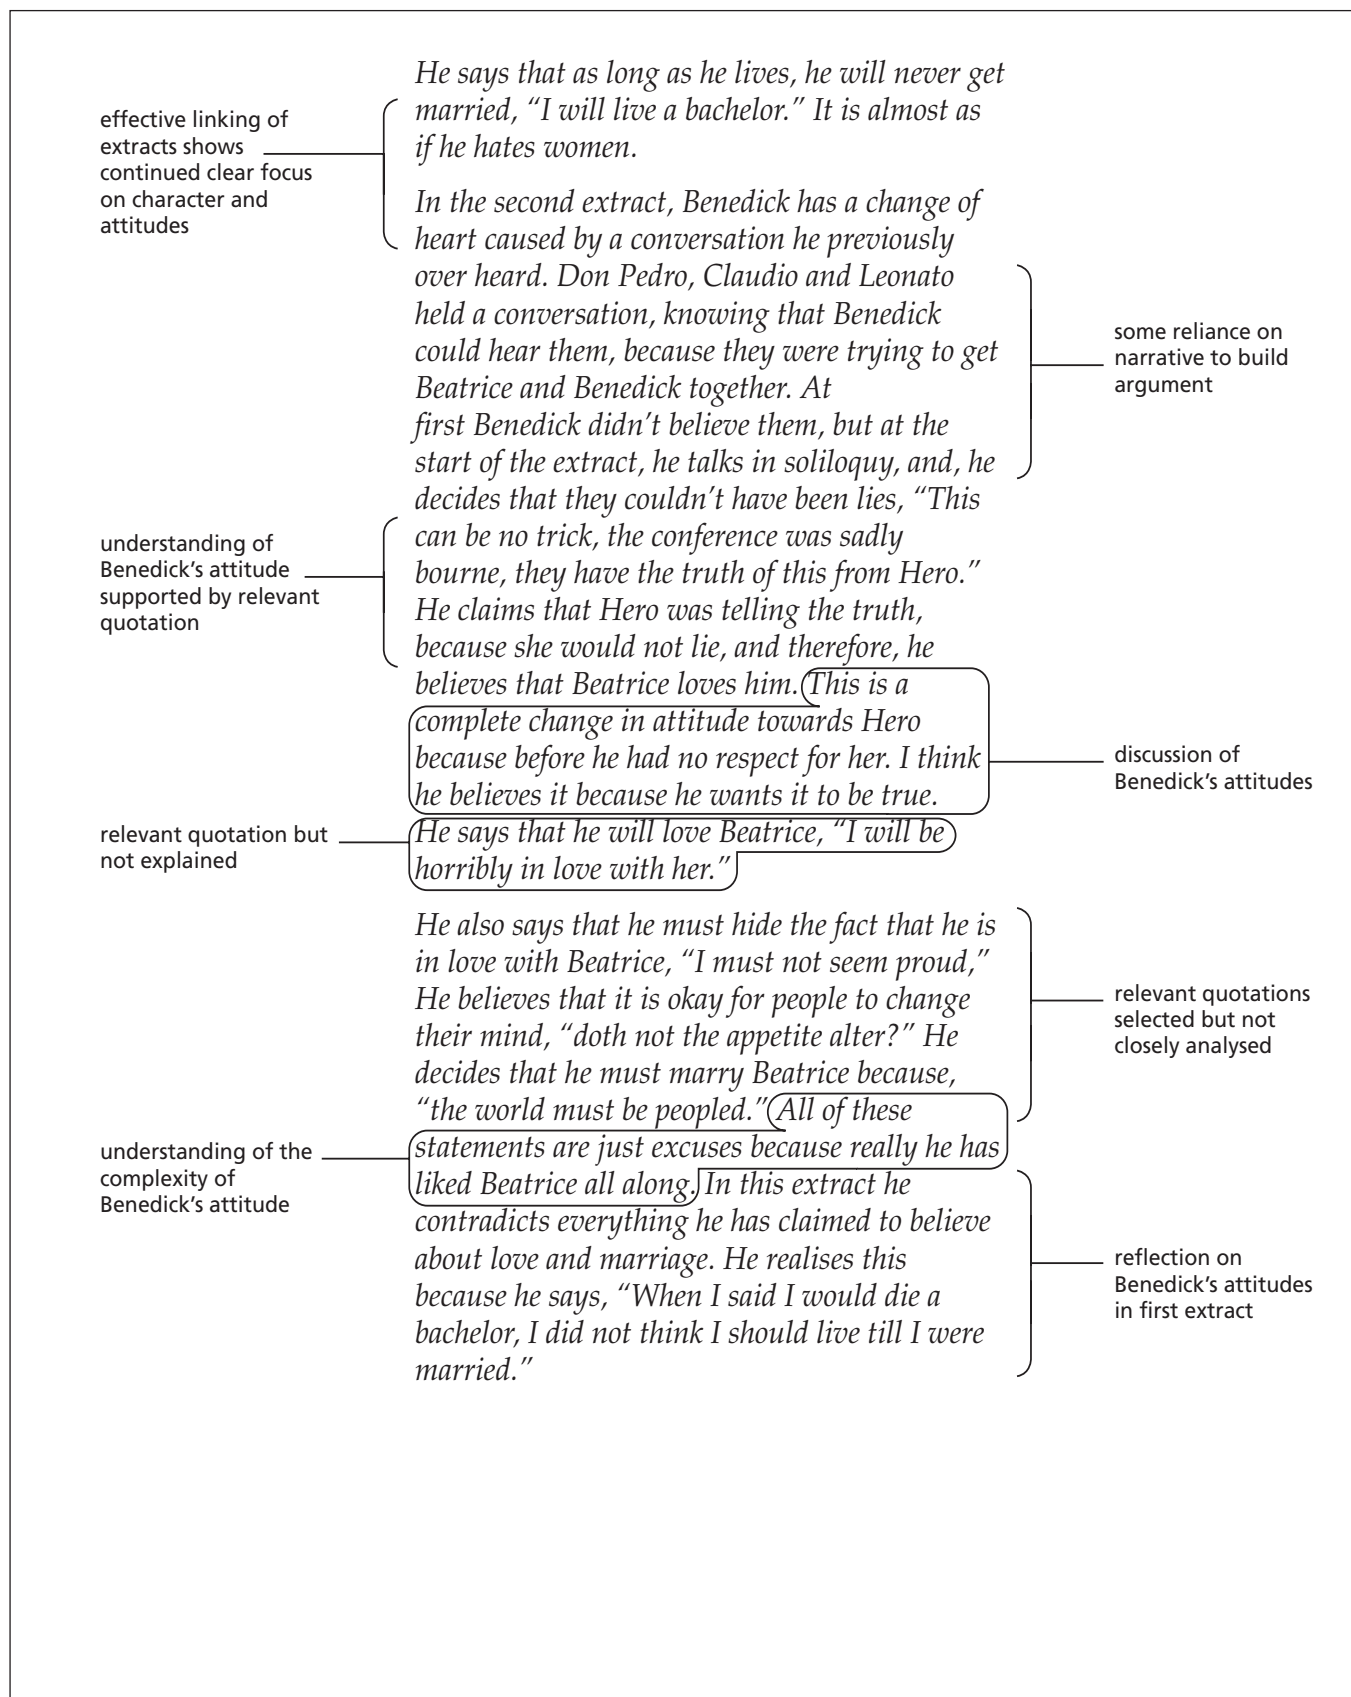 He says that as long as he lives, he will never get
married, “I will live a bachelor.” It is almost as
if he hates women.
effective linking of
extracts shows
continued clear focus
on character and
attitudes
In the second extract, Benedick has a change of
heart caused by a conversation he previously
over heard. Don Pedro, Claudio and Leonato
held a conversation, knowing that Benedick
could hear them, because they were trying to get
Beatrice and Benedick together. At
first Benedick didn’t believe them, but at the
start of the extract, he talks in soliloquy, and, he
decides that they couldn’t have been lies, “This
can be no trick, the conference was sadly
bourne, they have the truth of this from Hero.”
He claims that Hero was telling the truth,
because she would not lie, and therefore, he
believes that Beatrice loves him. This is a
complete change in attitude towards Hero
because before he had no respect for her. I think
he believes it because he wants it to be true.
He says that he will love Beatrice, “I will be
horribly in love with her.”
some reliance on
narrative to build
argument
understanding of
Benedick’s attitude
supported by relevant
quotation
discussion of
Benedick’s attitudes
relevant quotation but
not explained
He also says that he must hide the fact that he is
in love with Beatrice, “I must not seem proud,”
He believes that it is okay for people to change
their mind, “doth not the appetite alter?” He
decides that he must marry Beatrice because,
“the world must be peopled.” All of these
statements are just excuses because really he has
liked Beatrice all along. In this extract he
contradicts everything he has claimed to believe
about love and marriage. He realises this
because he says, “When I said I would die a
bachelor, I did not think I should live till I were
married.”
relevant quotations
selected but not
closely analysed
understanding of the
complexity of
Benedick’s attitude
reflection on
Benedick’s attitudes
in first extract